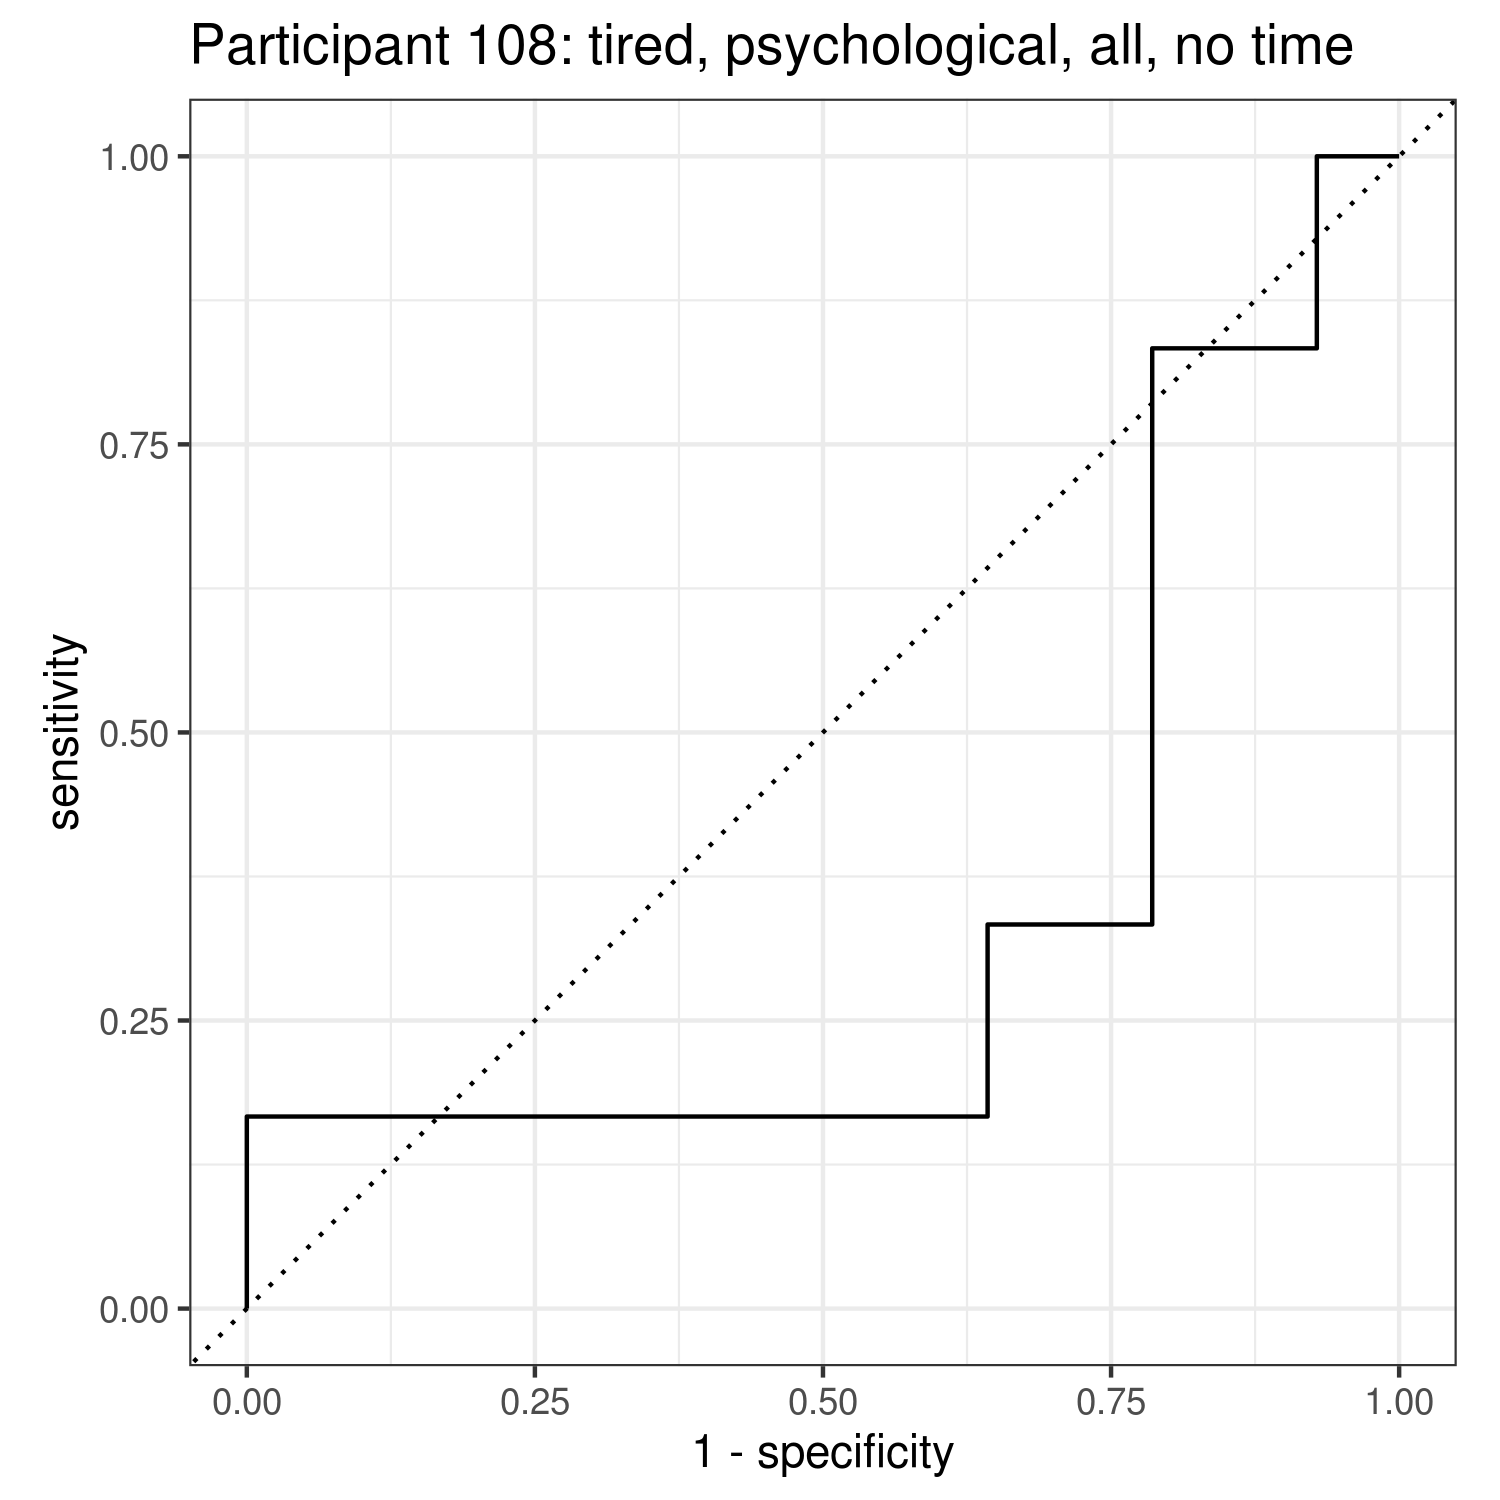 Participant 108: tired, psychological, all, no time
1.00
0.75
0.50
0.25
0.00
sensitivity
0.00 0.25 0.50 0.75 1.00
1 - specificity